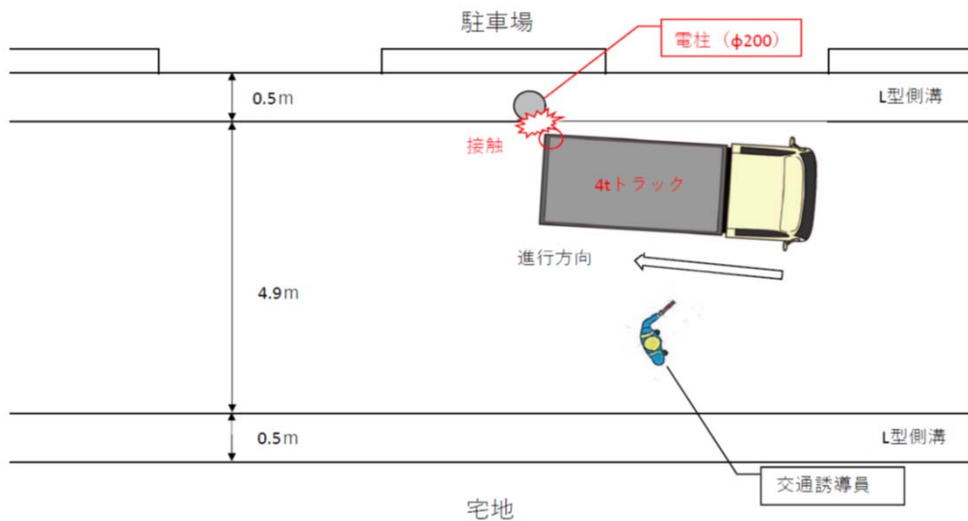 駐車場
電柱（φ200）
0.5ｍ
L型側溝
接触
4tトラック
進行方向
4.9ｍ
0.5ｍ
L型側溝
交通誘導員
宅地